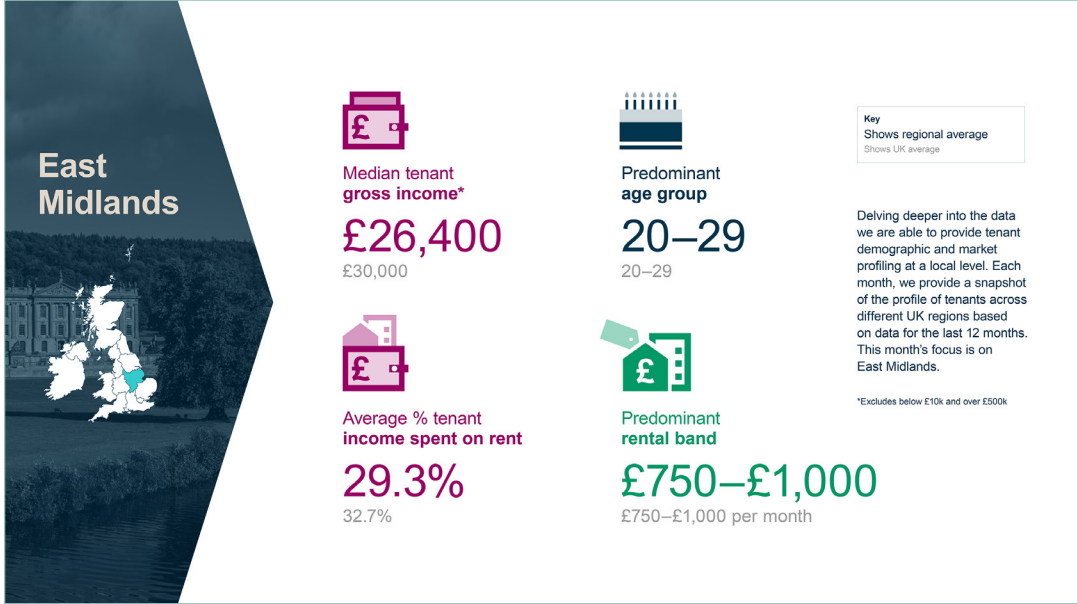 East
Midlands
£
Median tenant
gross income*
£26,400
£30,000
Predominant
age group
20–29
20–29
£
Average % tenant
income spent on rent
29.3%
32.7%
£
Predominant
rental band
£750–£1,000
£750–£1,000 per month
Key
Shows regional average
Shows UK average
Delving deeper into the data
we are able to provide tenant
demographic and market
profiling at a local level. Each
month, we provide a snapshot
of the profile of tenants across
different UK regions based
on data for the last 12 months.
This month's focus is on
East Midlands.
*Excludes below £10k and over £500k